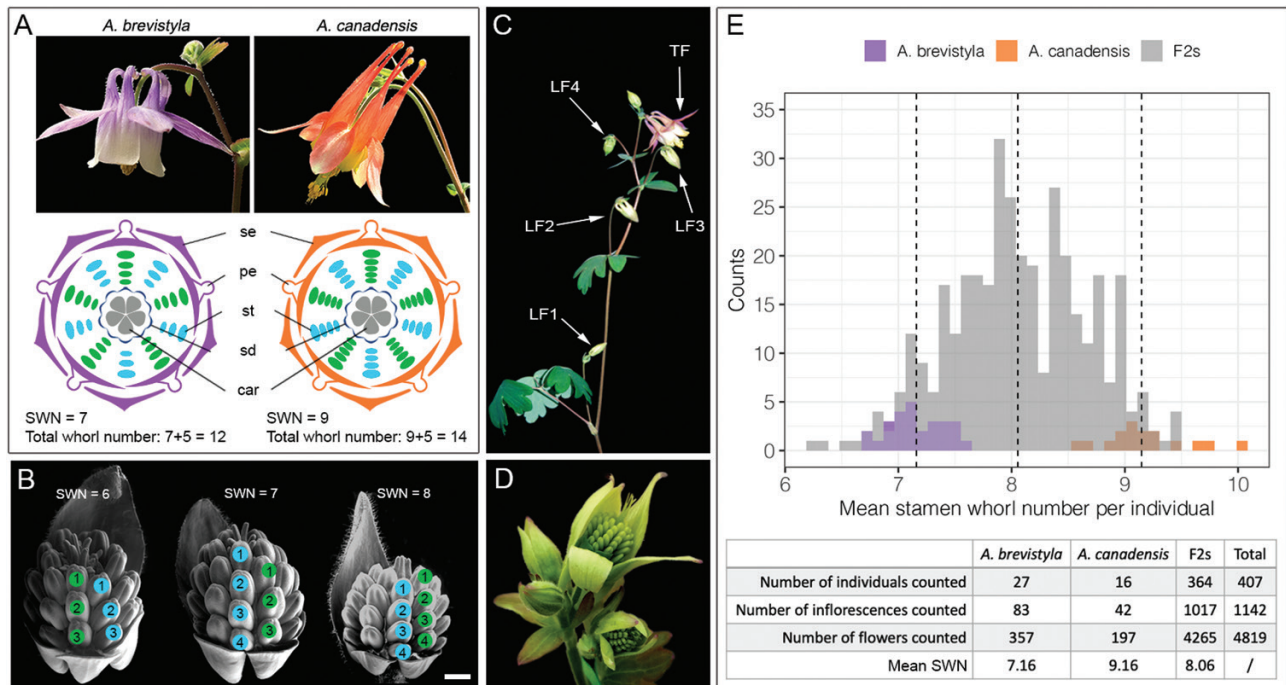 A
A. brevistyla
A. canadensis
se
pe
st
sd
car
SWN = 7
Total whorl number: 7+5 = 12
SWN = 9
Total whorl number: 9+5 = 14
B
SWN = 6
SWN = 7
SWN = 8
1 1
2 2
3 3
1 1
2 2
3 3
4
1 1
2 2
3 3
4 4
C
TF
LF4
LF2
LF3
LF1
D
E
A. brevistyla A. canadensis F2s
Counts
35
30
25
20
15
10
5
0
6 7 8 9 10
Mean stamen whorl number per individual
A. brevistyla A. canadensis F2s Total
Number of individuals counted 27 16 364 407
Number of inflorescences counted 83 42 1017 1142
Number of flowers counted 357 197 4265 4819
Mean SWN 7.16 9.16 8.06 /